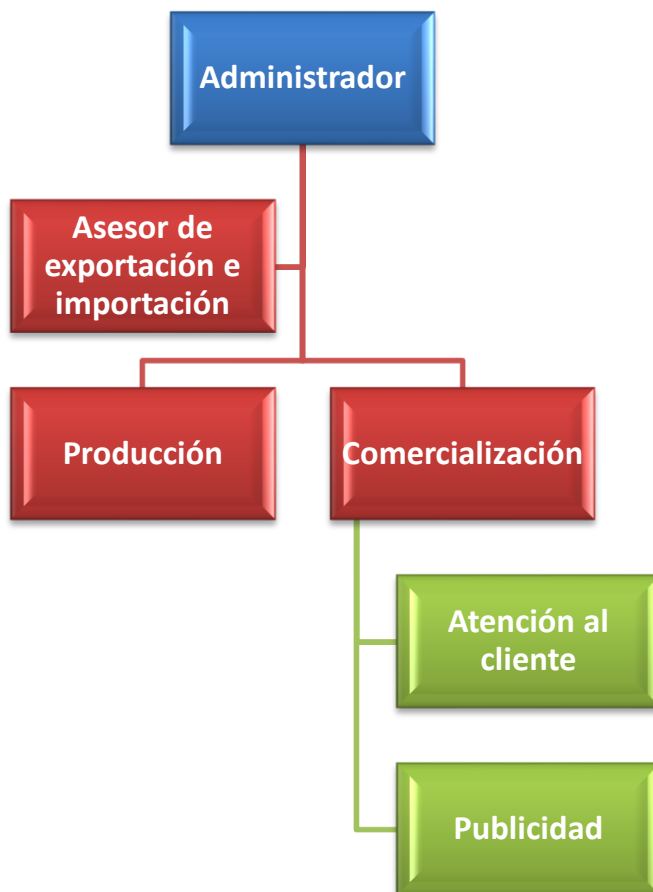 Administrador
Asesor de
exportación e
importación
Producción
Comercialización
Atención al
cliente
Publicidad